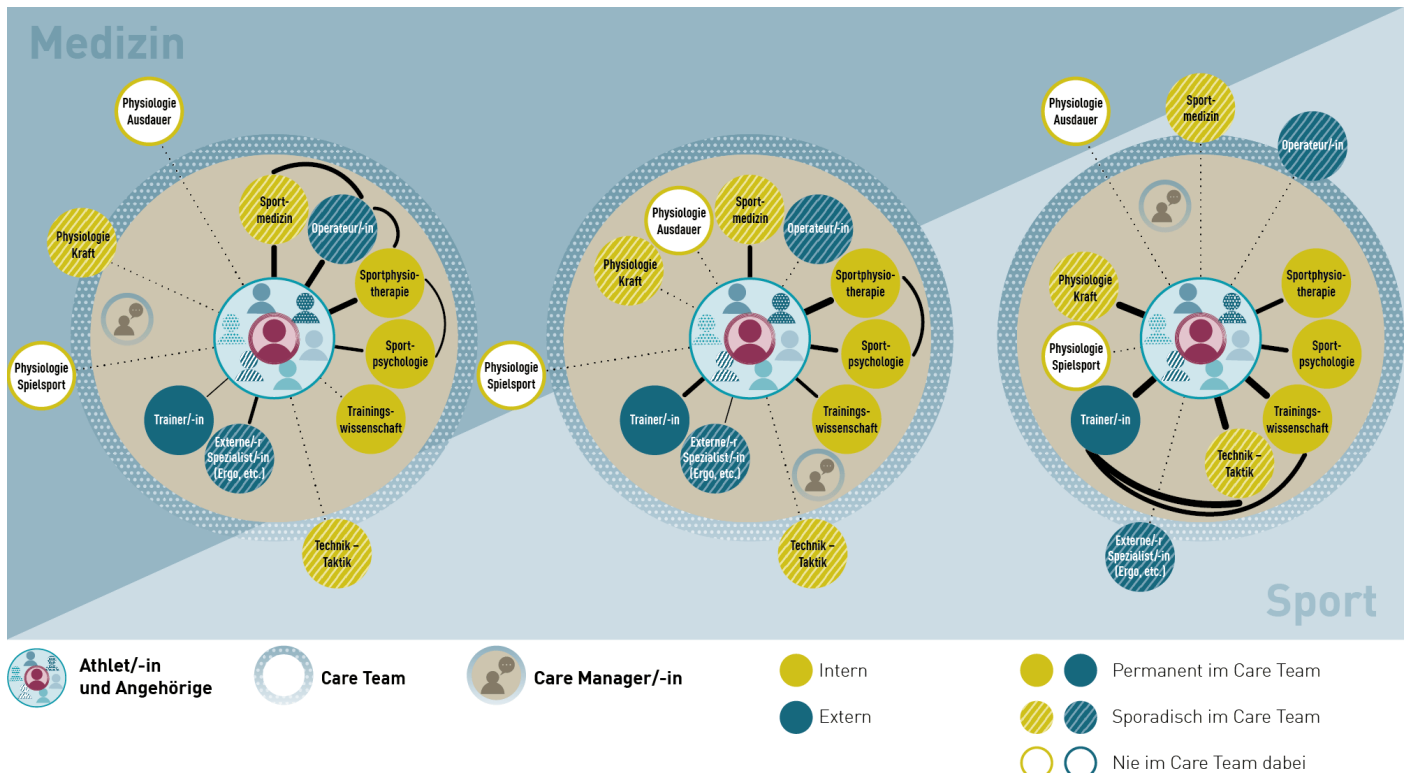 Medizin
Physiologie
Ausdauer
Sport-
medizin
Operateur/-in
Physiologie
Kraft
Sportphysio-
therapie
Sport-
psychologie
Physiologie
Spielsport
Trainer/-in
Trainings-
wissenschaft
Externe/-r
Spezialist/-in
(Ergo, etc.)
Technik –
Taktik
Physiologie
Ausdauer
Sport-
medizin
Operateur/-in
Physiologie
Kraft
Sportphysio-
therapie
Sport-
psychologie
Physiologie
Spielsport
Trainer/-in
Trainings-
wissenschaft
Externe/-r
Spezialist/-in
(Ergo, etc.)
Technik –
Taktik
Physiologie
Ausdauer
Sport-
medizin
Operateur/-in
Physiologie
Kraft
Sportphysio-
therapie
Physiologie
Spielsport
Sport-
psychologie
Trainer/-in
Trainings-
wissenschaft
Technik –
Taktik
Externe/-r
Spezialist/-in
(Ergo, etc.)
Sport
Athlet/-in
und Angehörige
Care Team
Care Manager/-in
Intern
Extern
Permanent im Care Team
Sporadisch im Care Team
Nie im Care Team dabei